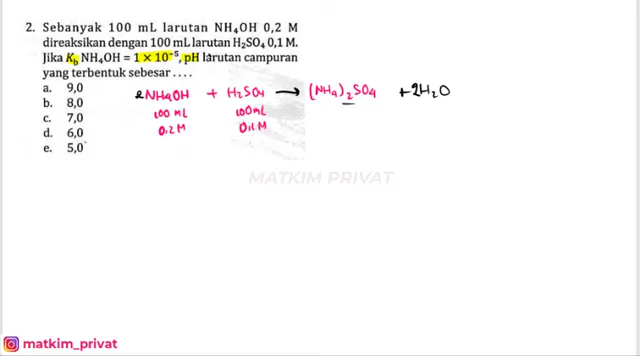 2. Sebanyak 100 mL larutan NH₄OH 0,2 M
direaksikan dengan 100 mL larutan H₂SO₄ 0,1 M.
Jika K_b NH₄OH = 1 × 10⁻⁵, pH larutan campuran
yang terbentuk sebesar . . . .
a. 9,0
b. 8,0
c. 7,0
d. 6,0
e. 5,0
2NH₄OH + H₂SO₄ → (NH₄)₂SO₄ + 2H₂O
100 mL 100 mL
0,2 M 0,1 M
MATKIM PRIVAT
matkim_privat